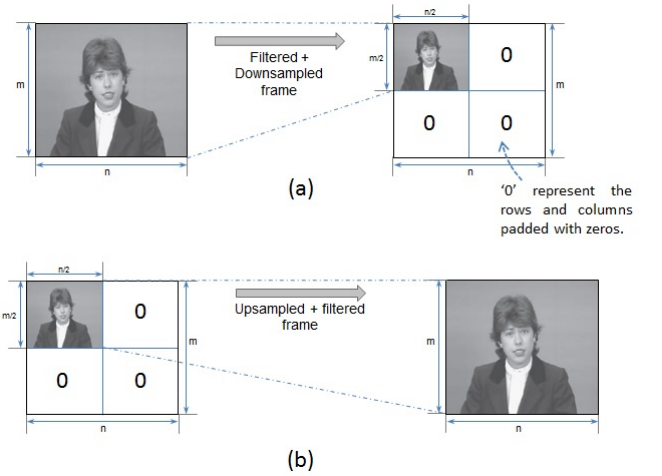 n/2
m
Filtered +
Downsampled
frame
m/2
0
0
0
m
n
n
(a)
‘0’ represent the
rows and columns
padded with zeros.
n/2
m/2
0
0
0
m
n
Upsampled + filtered
frame
m
n
(b)